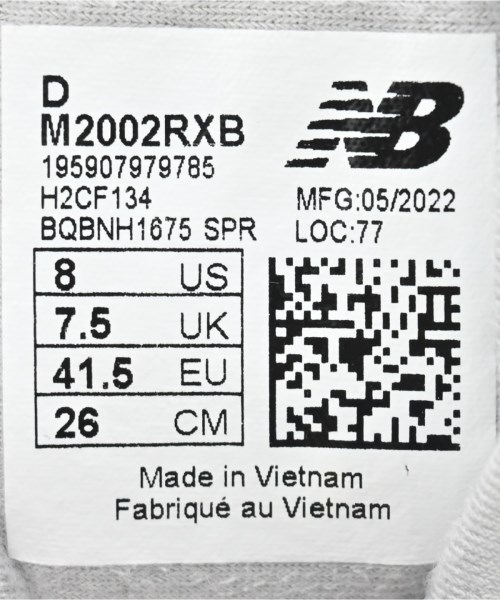 D
M2002RXB
195907979785
H2CF134
BQBNH1675 SPR
NB
MFG:05/2022
LOC:77
8 US
7.5 UK
41.5 EU
26 CM
Made in Vietnam
Fabriqué au Vietnam